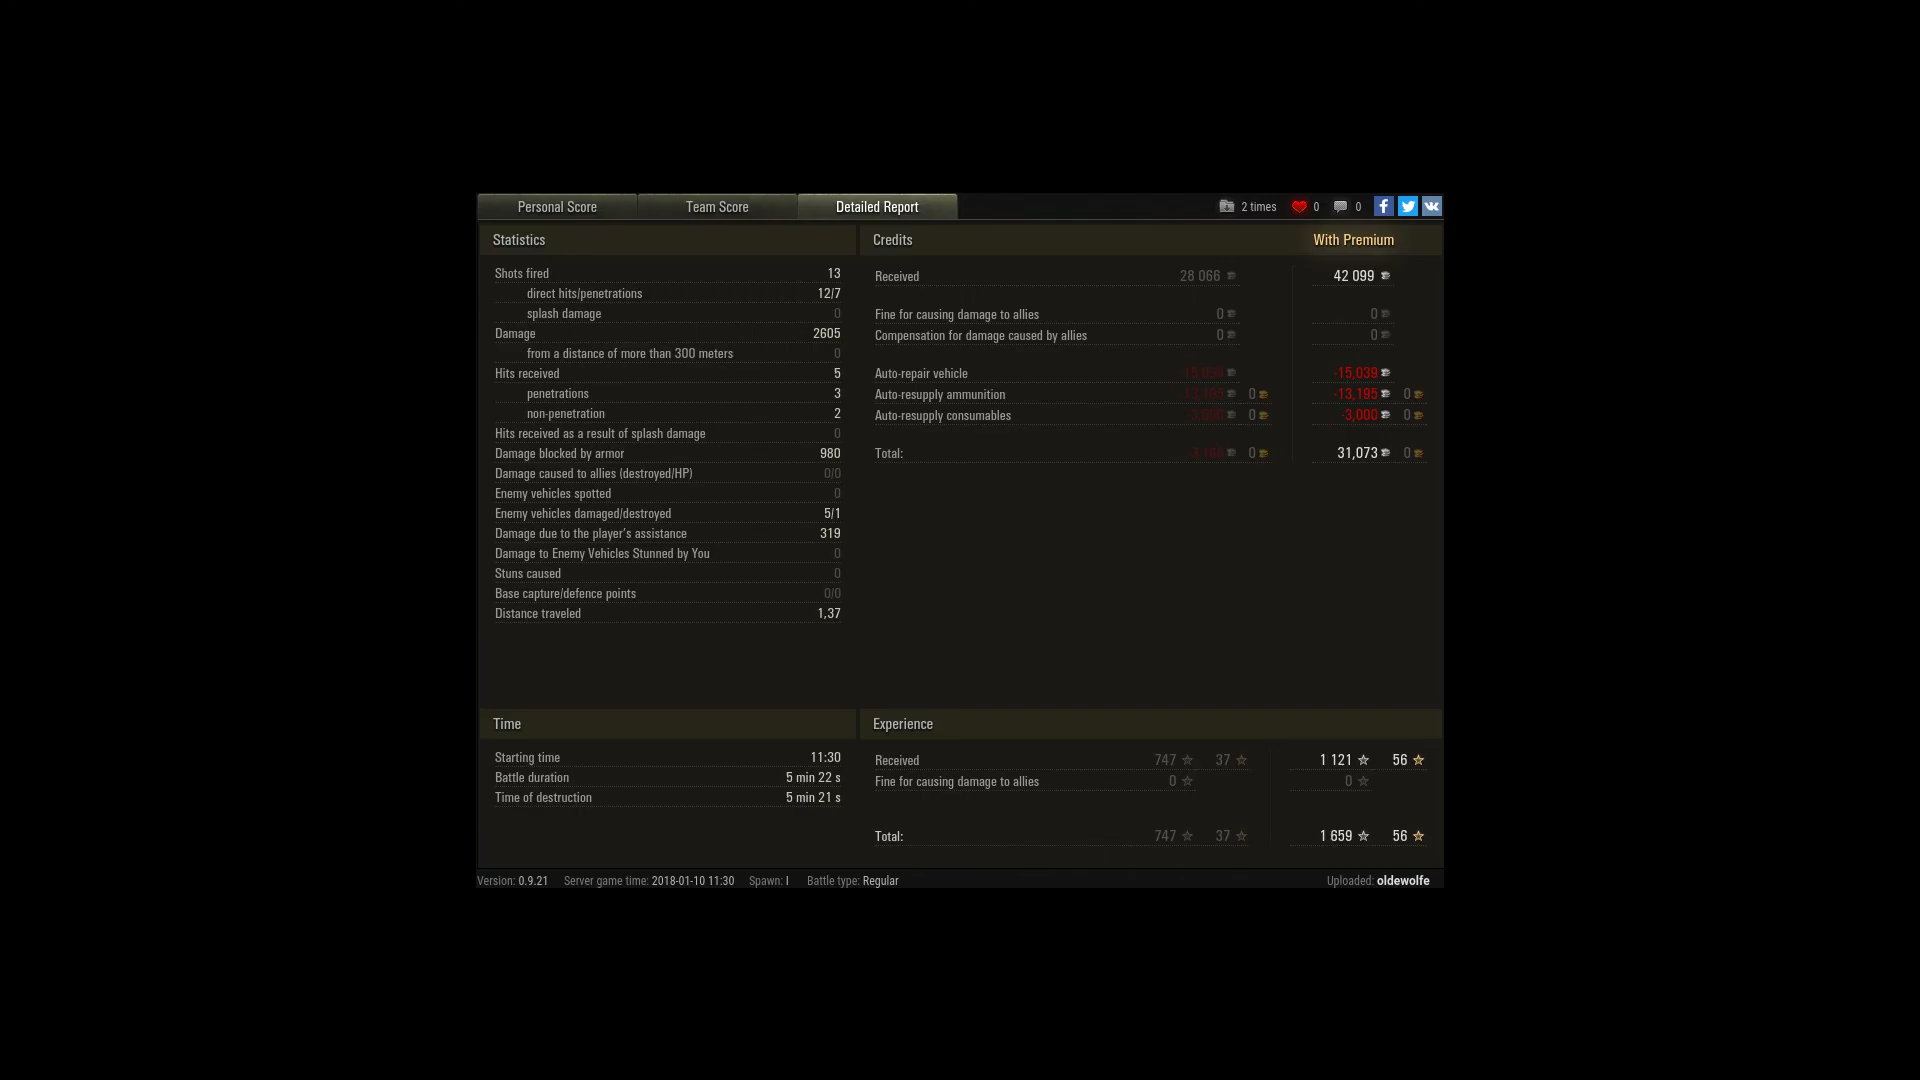 Personal Score Team Score Detailed Report 2 times 0 0
Statistics
Shots fired 13
direct hits/penetrations 12/7
splash damage 0
Damage 2605
from a distance of more than 300 meters 0
Hits received 5
penetrations 3
non-penetration 2
Hits received as a result of splash damage 0
Damage blocked by armor 980
Damage caused to allies (destroyed/HP) 0/0
Enemy vehicles spotted 0
Enemy vehicles damaged/destroyed 5/1
Damage due to the player's assistance 319
Damage to Enemy Vehicles Stunned by You 0
Stuns caused 0
Base capture/defence points 0/0
Distance traveled 1,37
Credits With Premium
Received 28 066 42 099
Fine for causing damage to allies 0 0
Compensation for damage caused by allies 0 0
Auto-repair vehicle -15,039
Auto-resupply ammunition 0 -13,195 0
Auto-resupply consumables 0 -3,000 0
Total: 0 31,073 0
Time
Starting time 11:30
Battle duration 5 min 22 s
Time of destruction 5 min 21 s
Experience
Received 747 37 1 121 56
Fine for causing damage to allies 0 0
Total: 747 37 1 659 56
Version: 0.9.21 Server game time: 2018-01-10 11:30 Spawn: I Battle type: Regular Uploaded: oldewolfe